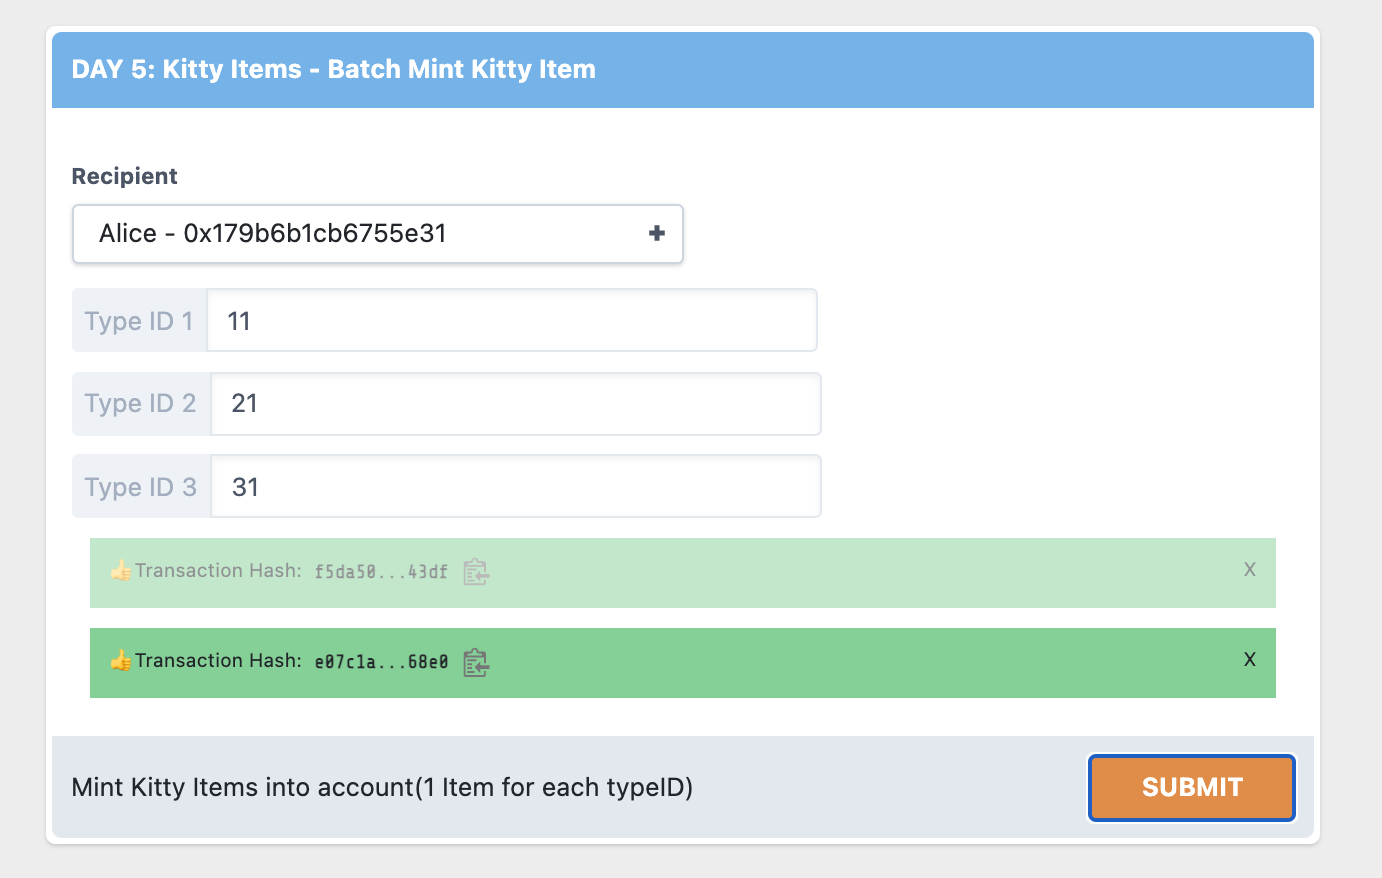 DAY 5: Kitty Items - Batch Mint Kitty Item
Recipient
Alice - 0x179b6b1cb6755e31
Type ID 1 11
Type ID 2 21
Type ID 3 31
👍Transaction Hash: f5da50...43df X
👍Transaction Hash: e07c1a...68e0 X
Mint Kitty Items into account(1 Item for each typeID) SUBMIT